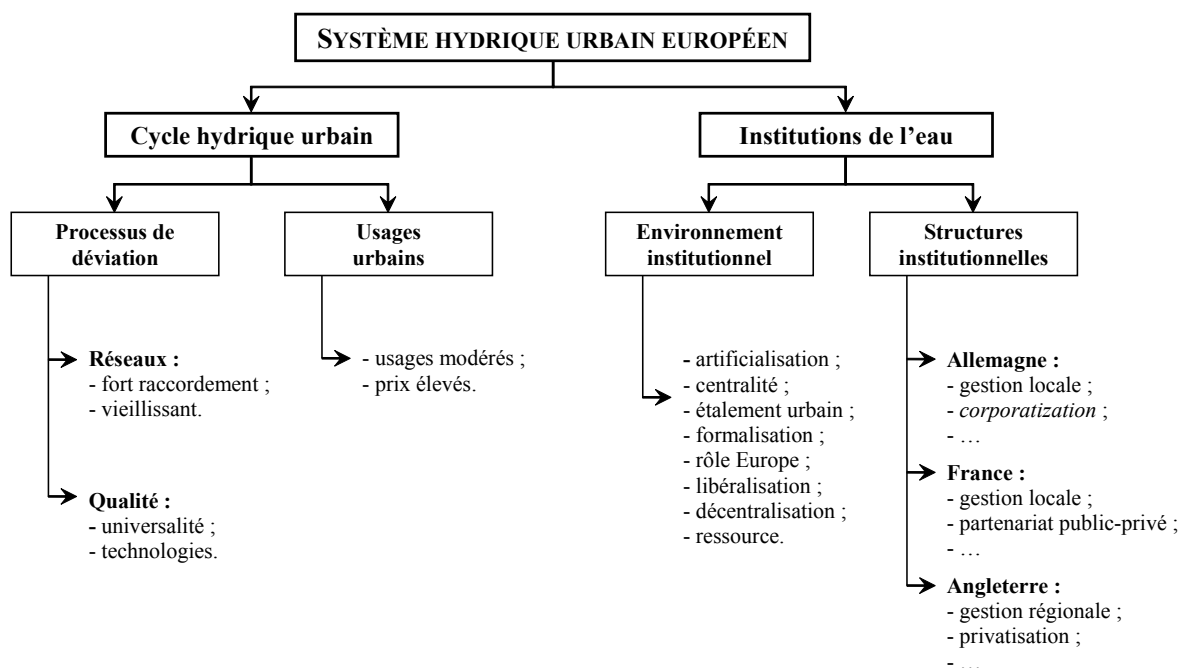 SYSTÈME HYDRIQUE URBAIN EUROPÉEN
Cycle hydrique urbain
Institutions de l’eau
Processus de
déviation
Usages
urbains
Environnement
institutionnel
Structures
institutionnelles
Réseaux :
- fort raccordement ;
- vieillissant.
Qualité :
- universalité ;
- technologies.
- usages modérés ;
- prix élevés.
- artificialisation ;
- centralité ;
- étalement urbain ;
- formalisation ;
- rôle Europe ;
- libéralisation ;
- décentralisation ;
- ressource.
Allemagne :
- gestion locale ;
- corporatization ;
- …
France :
- gestion locale ;
- partenariat public-privé ;
- …
Angleterre :
- gestion régionale ;
- privatisation ;
- …